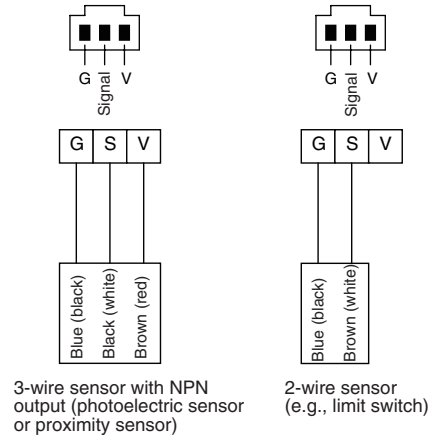 G Signal V
G S V
Blue (black)
Black (white)
Brown (red)
3-wire sensor with NPN
output (photoelectric sensor
or proximity sensor)
G Signal V
G S V
Blue (black)
Brown (white)
2-wire sensor
(e.g., limit switch)